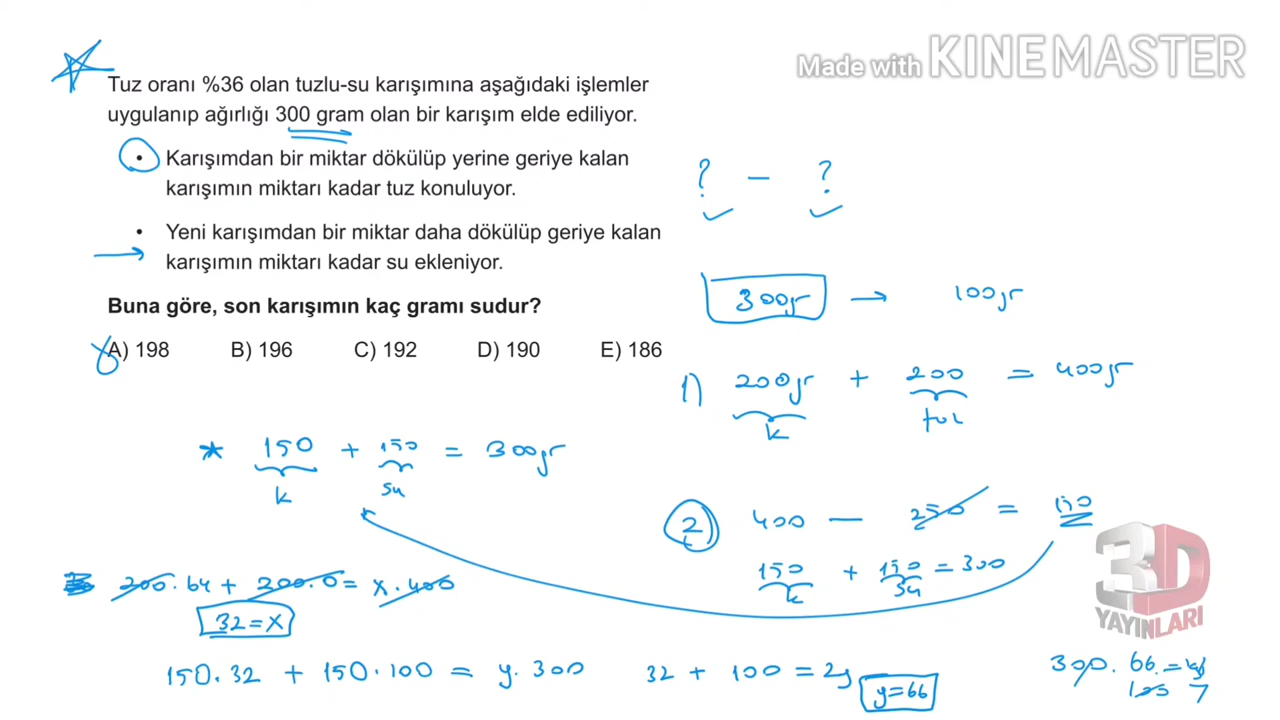 Made with KINEMASTER
Tuz oranı %36 olan tuzlu-su karışımına aşağıdaki işlemler
uygulanıp ağırlığı 300 gram olan bir karışım elde ediliyor.
• Karışımdan bir miktar dökülüp yerine geriye kalan
karışımın miktarı kadar tuz konuluyor.
• Yeni karışımdan bir miktar daha dökülüp geriye kalan
karışımın miktarı kadar su ekleniyor.
Buna göre, son karışımın kaç gramı sudur?
A) 198 B) 196 C) 192 D) 190 E) 186
? – ?
300gr → 100gr
1) 200gr + 200 = 400gr
k tuz
* 150 + 150 = 300gr
k su
2 400 – 250 = 150
150 + 150 = 300
k su
200.64 + 200.0 = x.400
32 = x
150.32 + 150.100 = y.300
32 + 100 = 2y
y = 66
300. 66 =
100
3D
YAYINLARI